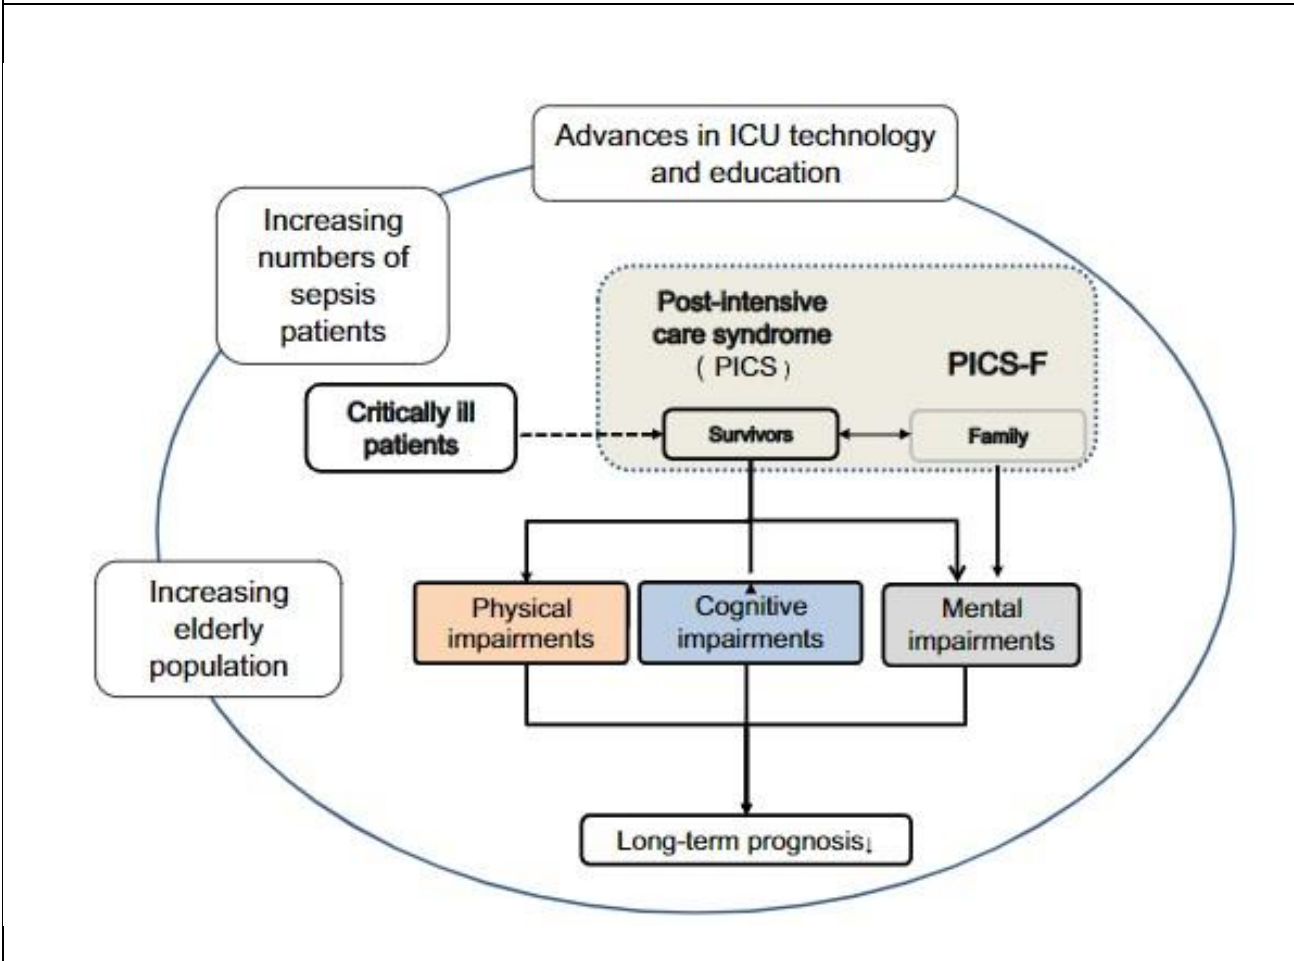 Advances in ICU technology
and education
Increasing
numbers of
sepsis
patients
Post-intensive
care syndrome
( PICS )
PICS-F
Critically ill
patients
Survivors
Family
Increasing
elderly
population
Physical
impairments
Cognitive
impairments
Mental
impairments
Long-term prognosis↓